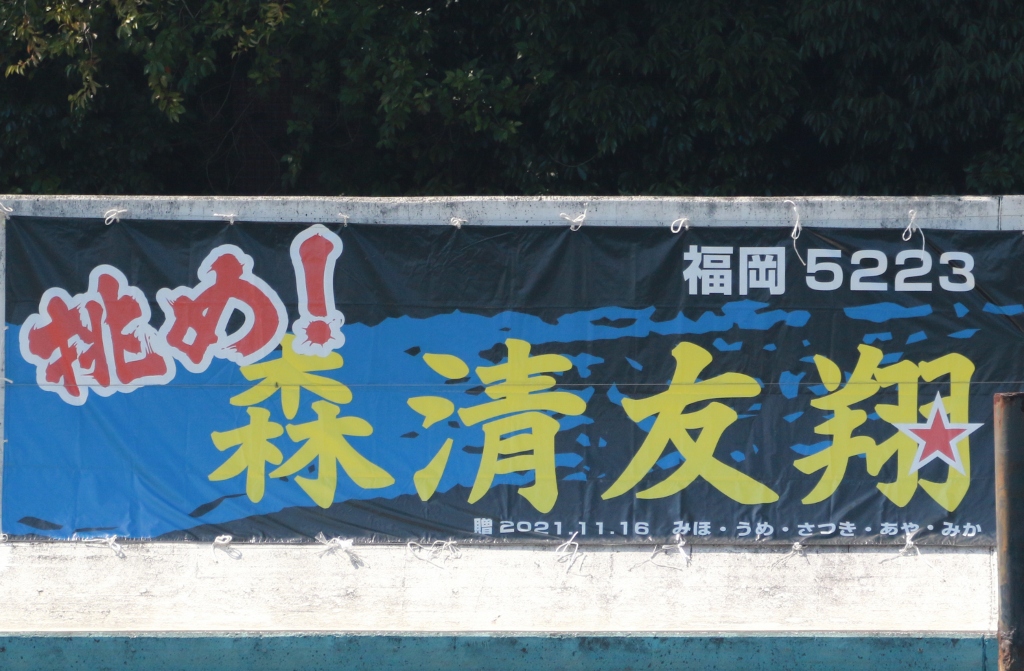 挑め!
福岡 5223
森清友翔
贈 2021.11.16 みほ・うめ・さつき・あや・みか